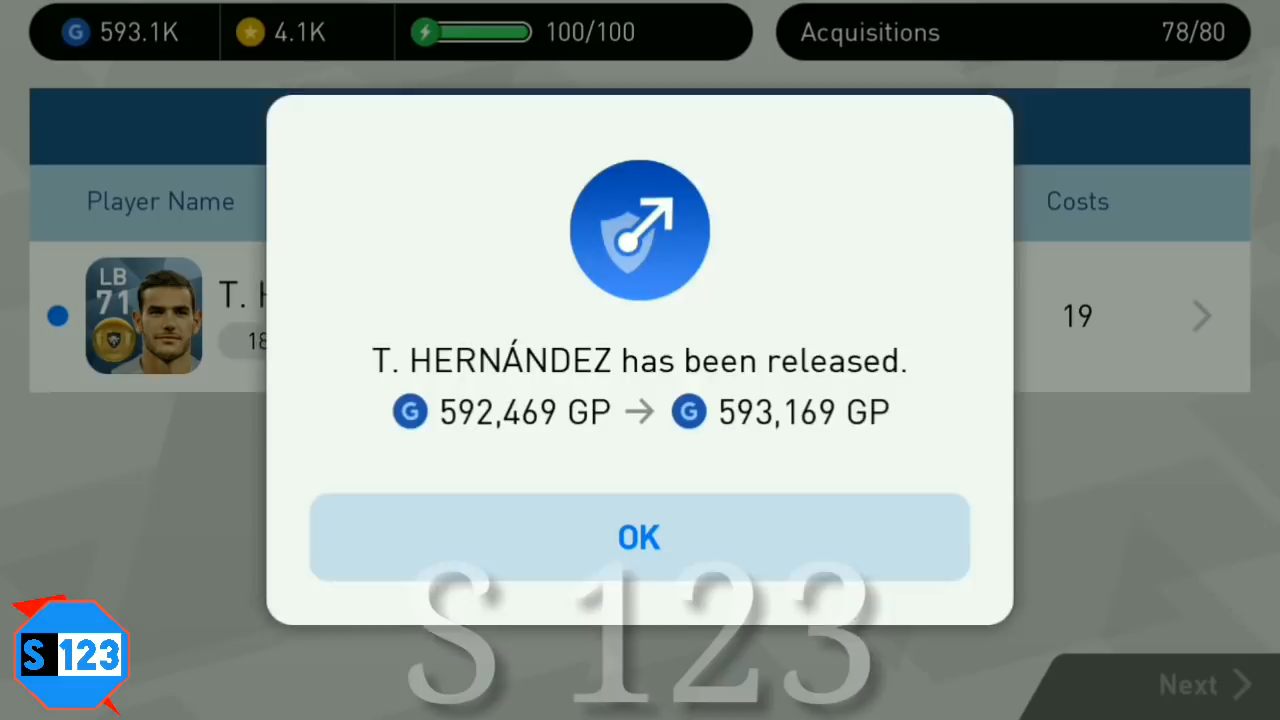 G 593.1K 4.1K 100/100 Acquisitions 78/80
Player Name Costs
LB
71
T. H
18
19
T. HERNÁNDEZ has been released.
G 592,469 GP → G 593,169 GP
OK
S 123
S 123
Next